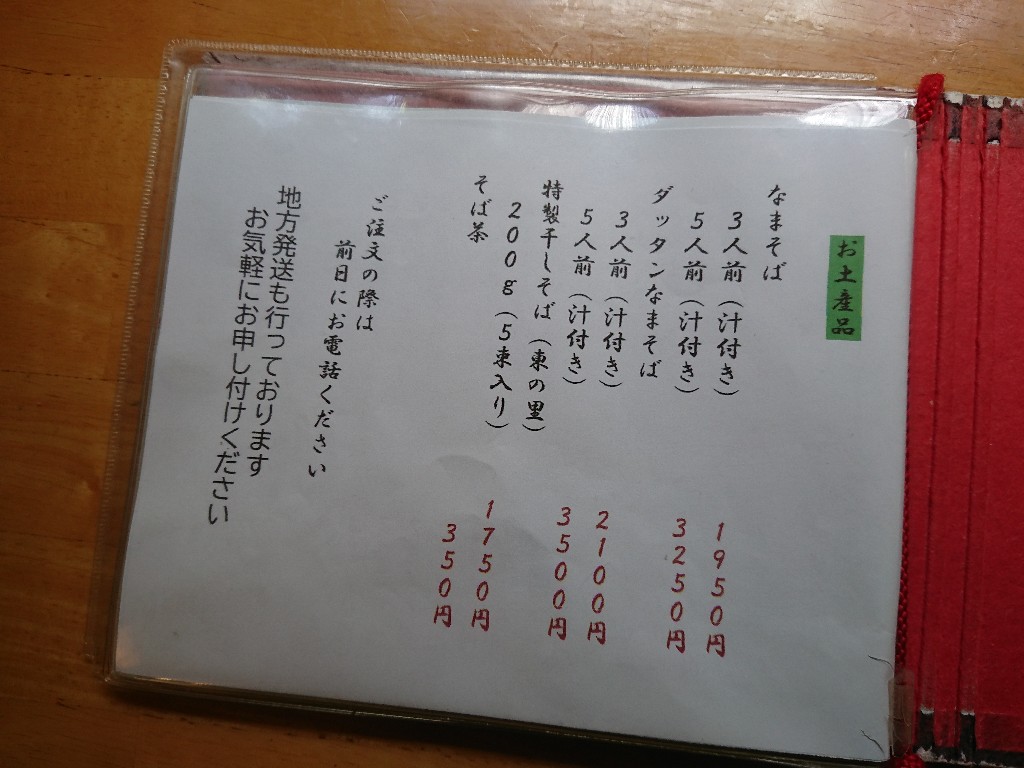 お土産品
なまそば
3人前(汁付き) 1950円
5人前(汁付き) 3250円
ダッタンなまそば
3人前(汁付き) 2100円
5人前(汁付き) 3500円
特製干しそば(東の里)
200g(5束入り) 1750円
そば茶 350円
ご注文の際は
前日にお電話ください
地方発送も行っております
お気軽にお申し付けください